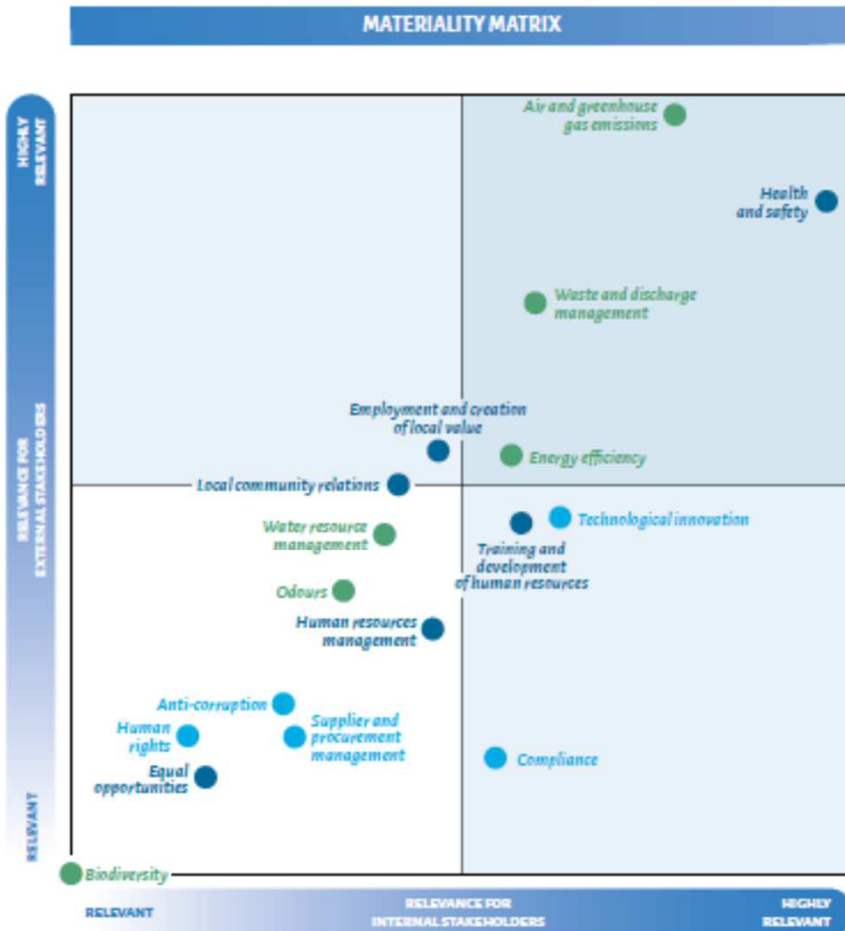 MATERIALITY MATRIX
HIGHLY
RELEVANT
RELEVANCE FOR
EXTERNAL STAKEHOLDERS
RELEVANT
Air and greenhouse
gas emissions
Health
and safety
Waste and discharge
management
Employment and creation
of local value
Energy efficiency
Local community relations
Technological innovation
Water resource
management
Training and
development
of human resources
Odours
Human resources
management
Anti-corruption
Human
rights
Supplier and
procurement
management
Equal
opportunities
Compliance
Biodiversity
RELEVANT
RELEVANCE FOR
INTERNAL STAKEHOLDERS
HIGHLY
RELEVANT